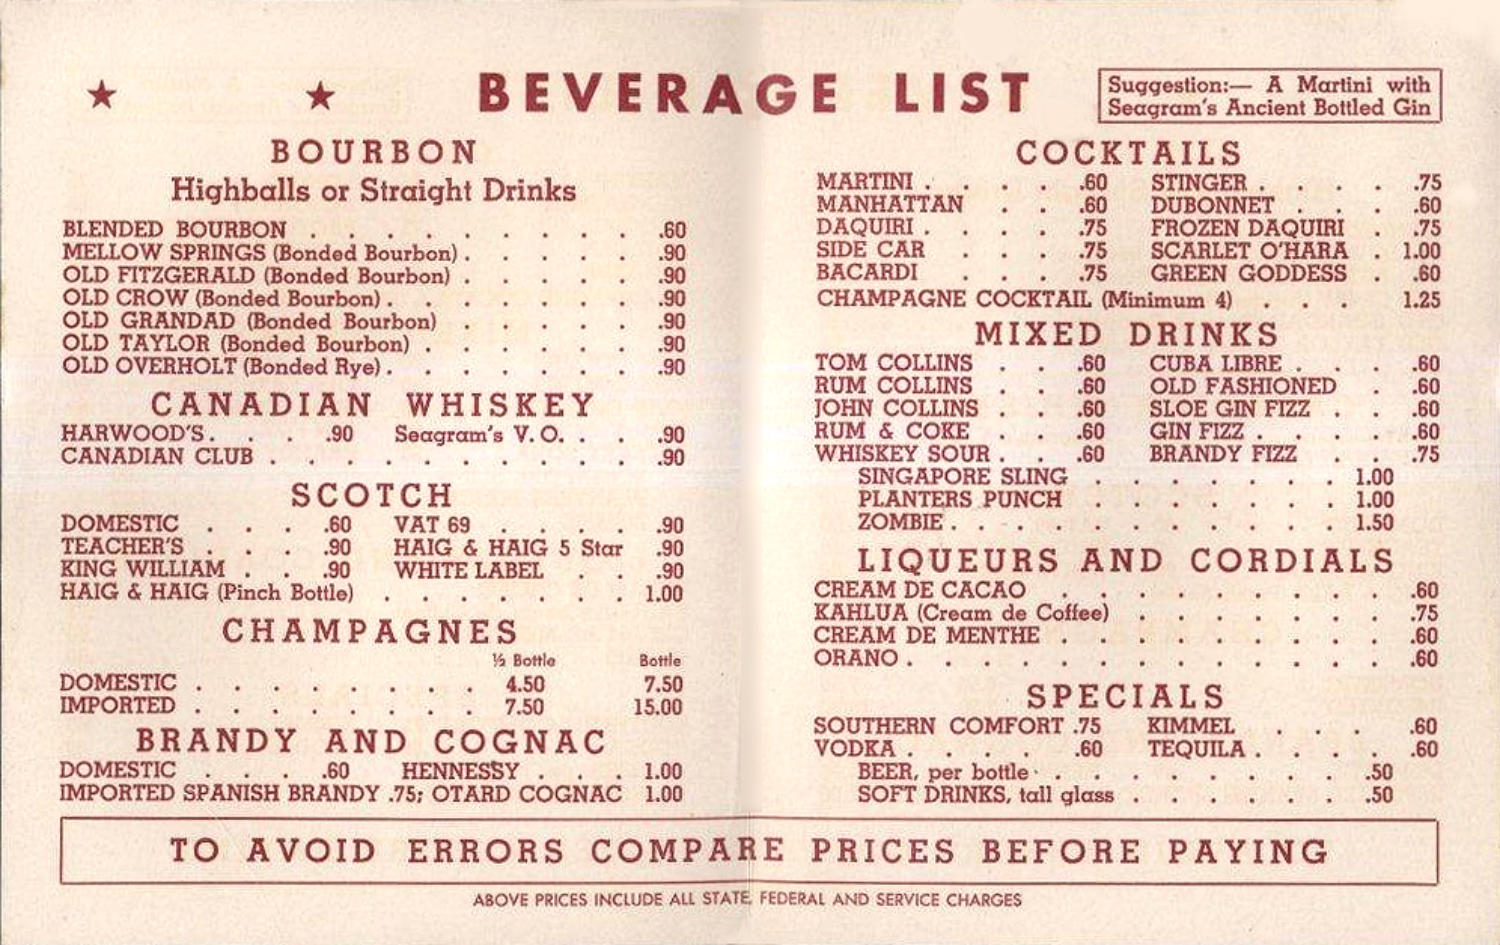 ★ ★ BEVERAGE LIST
Suggestion:— A Martini with
Seagram's Ancient Bottled Gin
BOURBON
Highballs or Straight Drinks
BLENDED BOURBON . . . . . . . . . .60
MELLOW SPRINGS (Bonded Bourbon) . . . . . .90
OLD FITZGERALD (Bonded Bourbon) . . . . . .90
OLD CROW (Bonded Bourbon) . . . . . . . .90
OLD GRANDAD (Bonded Bourbon) . . . . . .90
OLD TAYLOR (Bonded Bourbon) . . . . . . .90
OLD OVERHOLT (Bonded Rye) . . . . . . . .90
CANADIAN WHISKEY
HARWOOD'S . . . .90 Seagram's V. O. . . .90
CANADIAN CLUB . . . . . . . . . . .90
SCOTCH
DOMESTIC . . . .60 VAT 69 . . . . .90
TEACHER'S . . . .90 HAIG & HAIG 5 Star .90
KING WILLIAM . . .90 WHITE LABEL . . .90
HAIG & HAIG (Pinch Bottle) . . . . . . . 1.00
CHAMPAGNES
½ Bottle Bottle
DOMESTIC . . . . . . . . 4.50 7.50
IMPORTED . . . . . . . . 7.50 15.00
BRANDY AND COGNAC
DOMESTIC . . . . .60 HENNESSY . . . 1.00
IMPORTED SPANISH BRANDY .75; OTARD COGNAC 1.00
COCKTAILS
MARTINI . . . . .60 STINGER . . . . .75
MANHATTAN . . .60 DUBONNET . . . .60
DAQUIRI . . . . .75 FROZEN DAQUIRI . .75
SIDE CAR . . . .75 SCARLET O'HARA . 1.00
BACARDI . . . .75 GREEN GODDESS . .60
CHAMPAGNE COCKTAIL (Minimum 4) . . . 1.25
MIXED DRINKS
TOM COLLINS . . .60 CUBA LIBRE . . . .60
RUM COLLINS . . .60 OLD FASHIONED . .60
JOHN COLLINS . . .60 SLOE GIN FIZZ . . .60
RUM & COKE . . .60 GIN FIZZ . . . . .60
WHISKEY SOUR . . .60 BRANDY FIZZ . . .75
SINGAPORE SLING . . . . . . . 1.00
PLANTERS PUNCH . . . . . . . 1.00
ZOMBIE . . . . . . . . . . . 1.50
LIQUEURS AND CORDIALS
CREAM DE CACAO . . . . . . . . . .60
KAHLUA (Cream de Coffee) . . . . . . . .75
CREAM DE MENTHE . . . . . . . . . .60
ORANO . . . . . . . . . . . . . .60
SPECIALS
SOUTHERN COMFORT .75 KIMMEL . . . .60
VODKA . . . . .60 TEQUILA . . . . .60
BEER, per bottle . . . . . . . . . .50
SOFT DRINKS, tall glass . . . . . . .50
TO AVOID ERRORS COMPARE PRICES BEFORE PAYING
ABOVE PRICES INCLUDE ALL STATE, FEDERAL AND SERVICE CHARGES